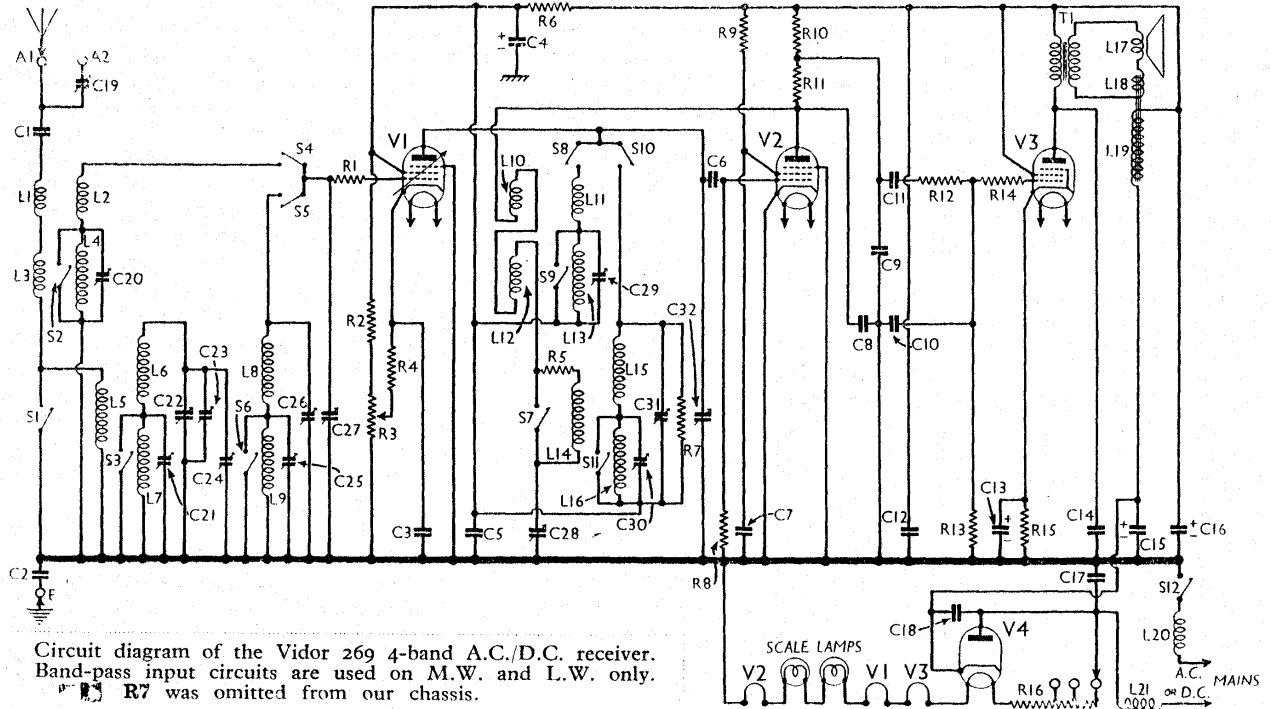 R6
R9
R10
T1
L17
A1
A2
C4
C19
R11
L18
C1
S4
V1
S8
S10
V2
V3
L19
R1
L10
C6
L1
L2
S5
L11
C11
R12
R14
L4
C9
L3
C20
S9
C29
S2
R2
L12
L13
C32
C8
C10
C23
R4
R5
L15
L6
L8
L5
C22
S6
C26
C27
R3
S7
C31
R7
S1
S3
C24
L14
S11
C25
L7
C21
L9
L16
C13
C3
C5
C28
C30
C7
C12
R13
R15
C14
C15
C16
R8
C2
C17
S12
E
C18
V4
L20
Circuit diagram of the Vidor 269 4-band A.C./D.C. receiver.
Band-pass input circuits are used on M.W. and L.W. only.
R7 was omitted from our chassis.
SCALE LAMPS
V2
V1
V3
R16
L21
A.C.
OR D.C.
MAINS